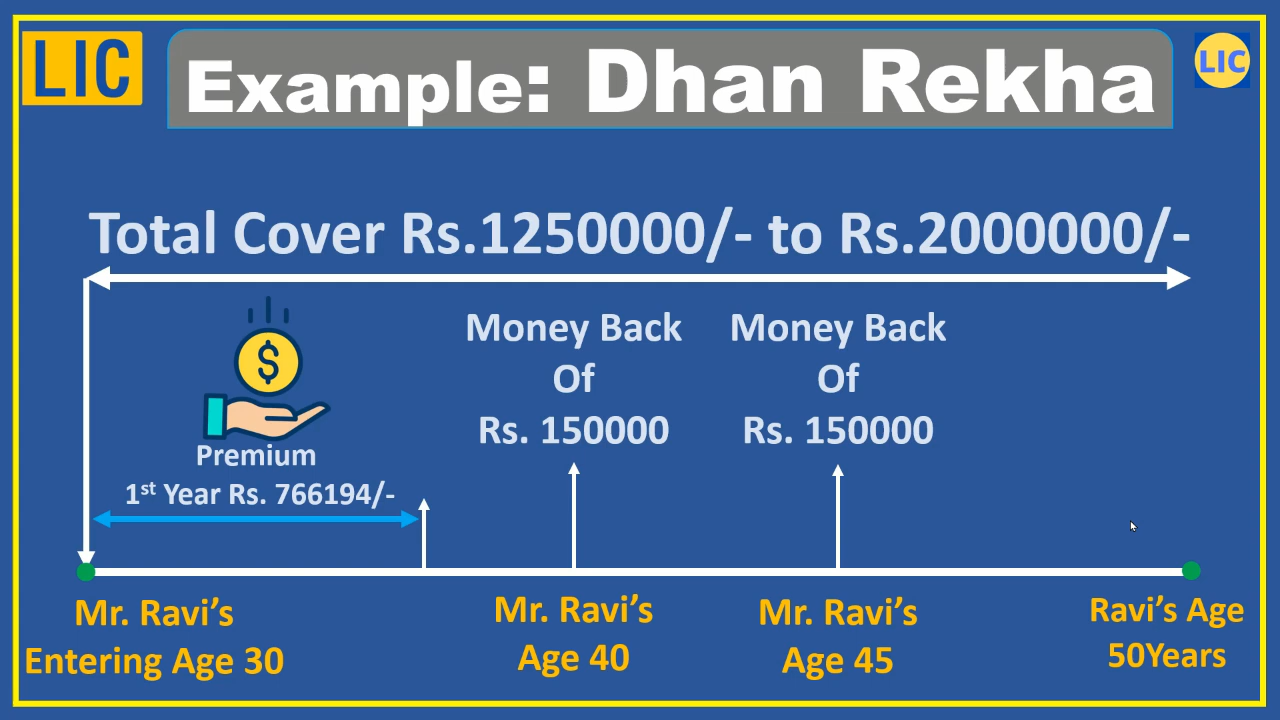 LIC
Example: Dhan Rekha
LIC
Total Cover Rs.1250000/- to Rs.2000000/-
$
Premium
1st Year Rs. 766194/-
Money Back
Of
Rs. 150000
Money Back
Of
Rs. 150000
Mr. Ravi’s
Entering Age 30
Mr. Ravi’s
Age 40
Mr. Ravi’s
Age 45
Ravi’s Age
50Years